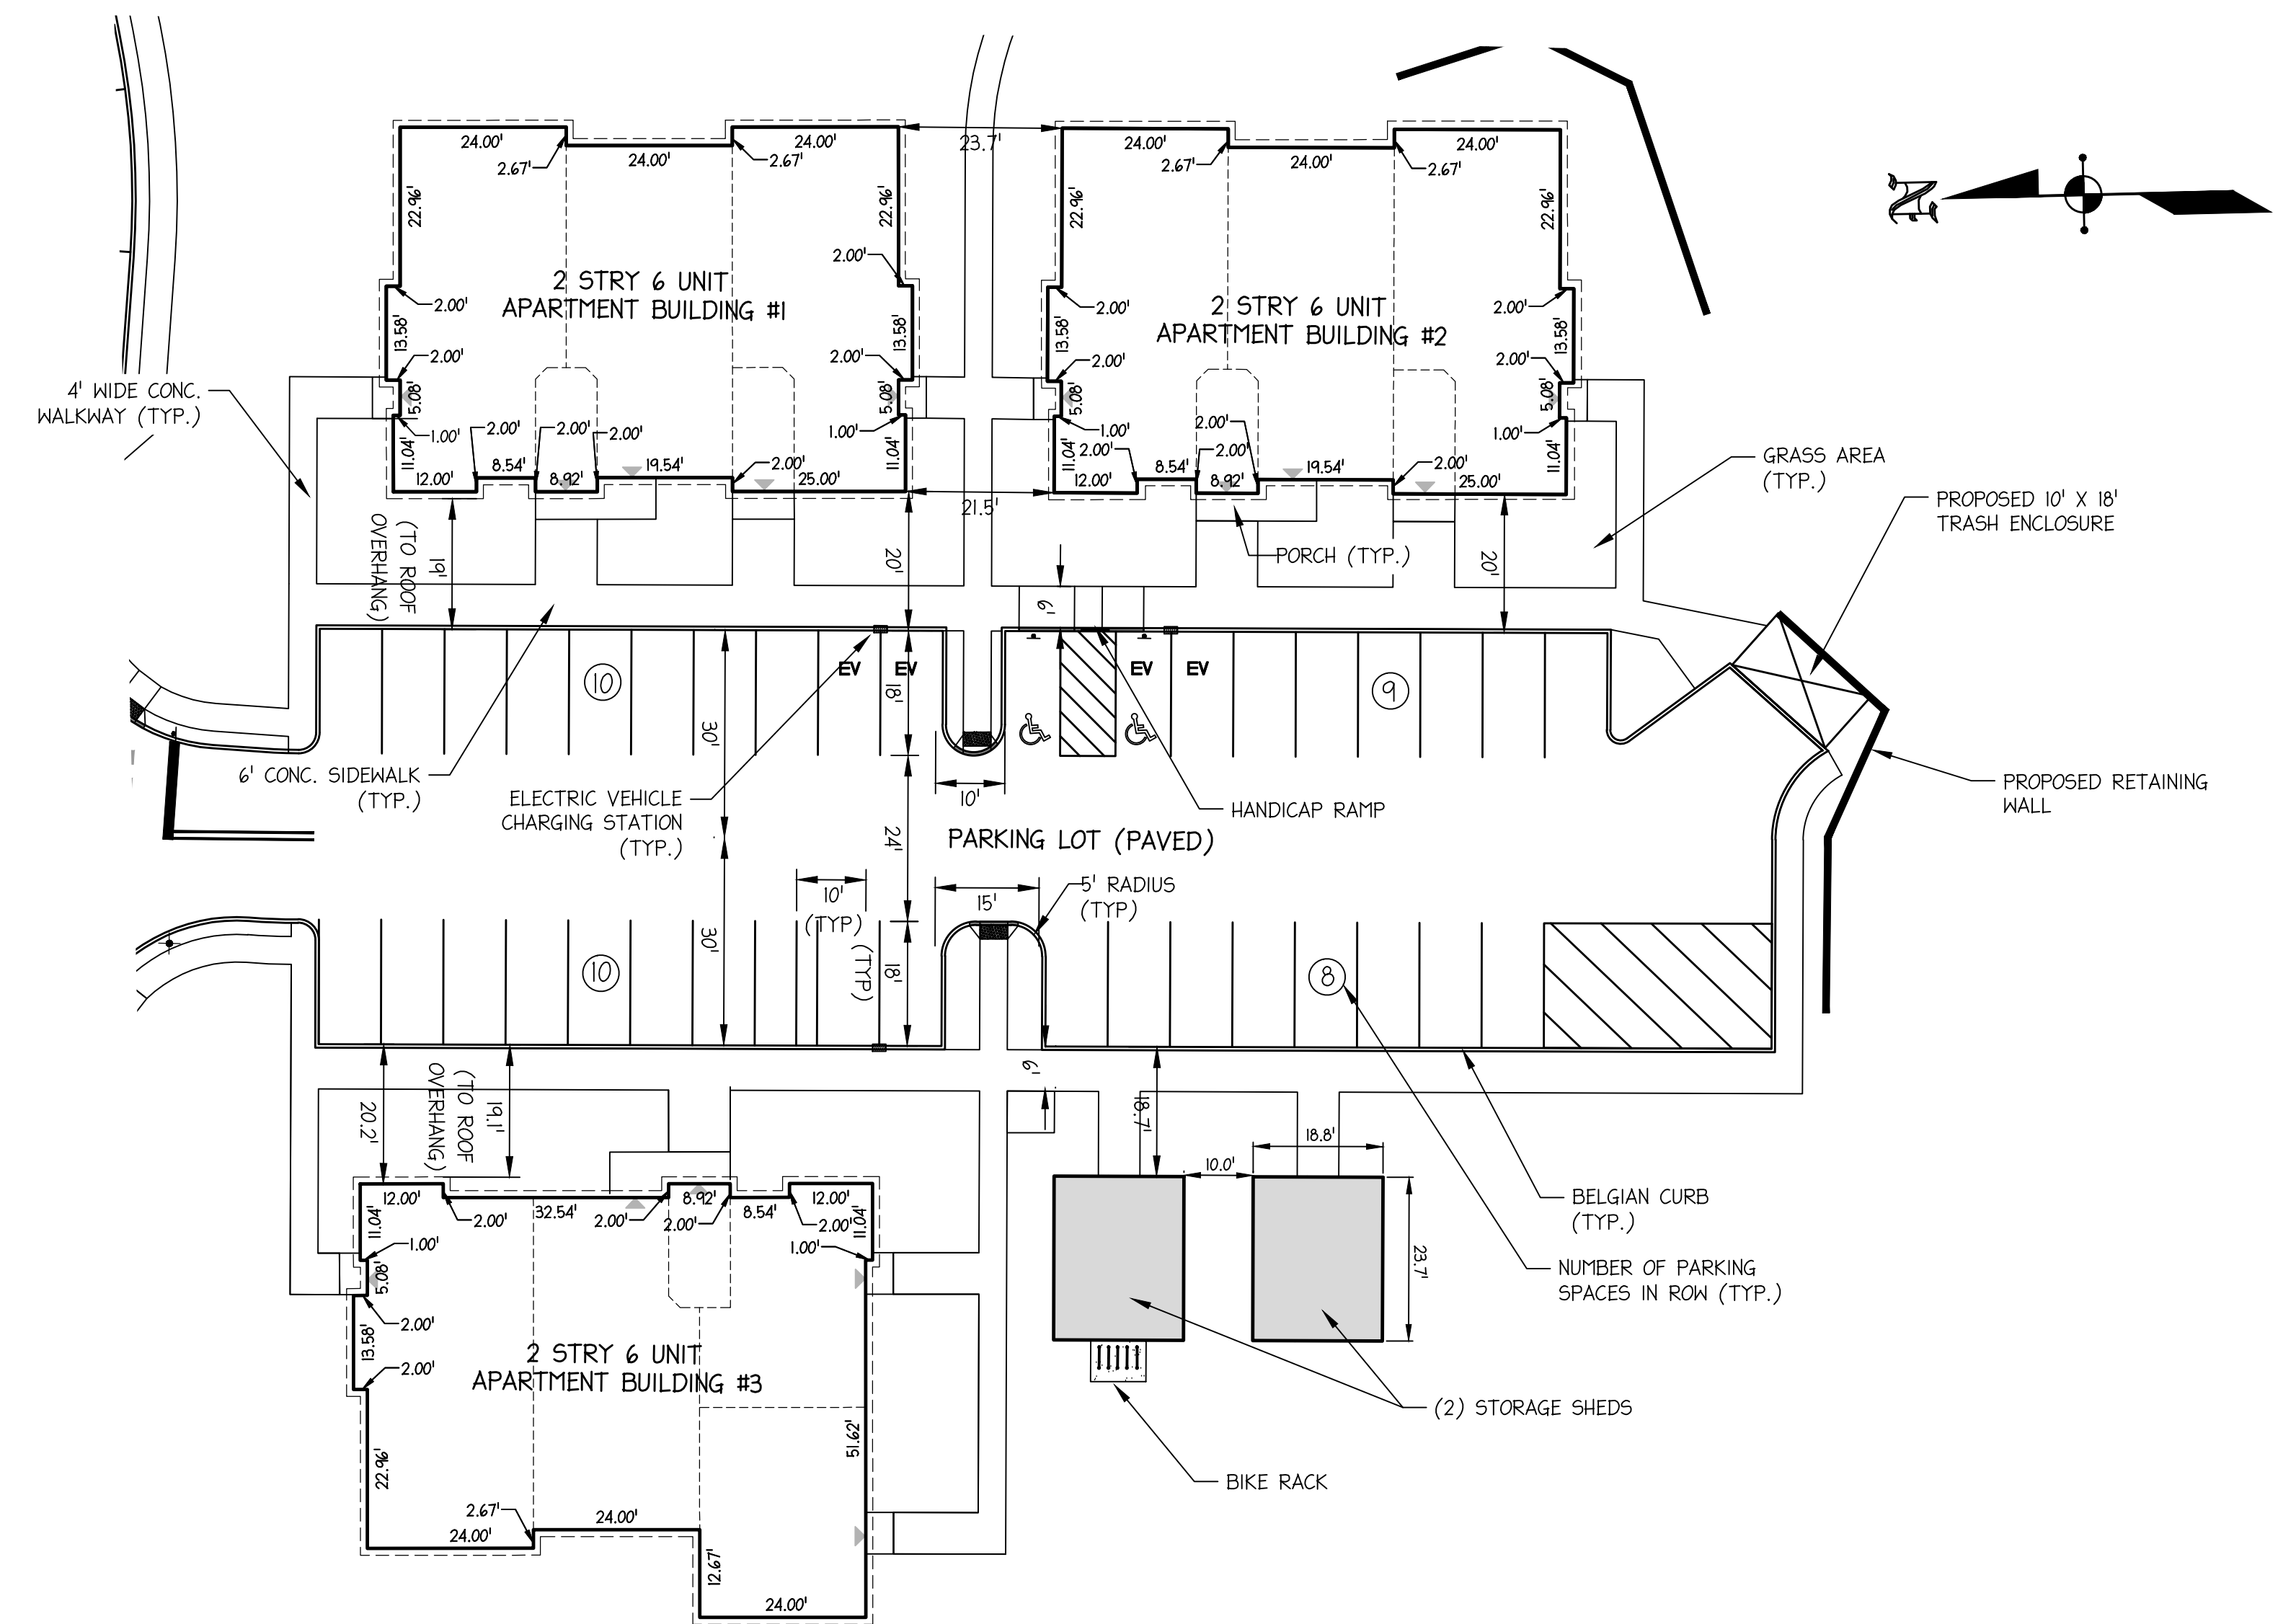 24.00'
24.00'
24.00'
2.67'
2.67'
22.96'
22.96'
2.00'
2 STRY 6 UNIT
APARTMENT BUILDING #1
2.00'
13.58'
13.58'
2.00'
2.00'
5.08'
5.08'
1.00'
1.00'
11.04'
11.04'
2.00'
2.00'
2.00'
2.00'
12.00'
8.54'
8.92'
19.54'
25.00'
23.7'
21.5'
24.00'
24.00'
24.00'
2.67'
2.67'
22.96'
22.96'
2 STRY 6 UNIT
APARTMENT BUILDING #2
2.00'
2.00'
13.58'
13.58'
2.00'
2.00'
5.08'
5.08'
1.00'
1.00'
11.04'
11.04'
2.00'
2.00'
2.00'
2.00'
12.00'
8.54'
8.92'
19.54'
25.00'
N
4' WIDE CONC.
WALKWAY (TYP.)
GRASS AREA
(TYP.)
PROPOSED 10' X 18'
TRASH ENCLOSURE
PORCH (TYP.)
19'
(TO ROOF
OVERHANG)
20'
20'
6'
EV
EV
EV
EV
10
9
18'
30'
6' CONC. SIDEWALK
(TYP.)
ELECTRIC VEHICLE
CHARGING STATION
(TYP.)
10'
HANDICAP RAMP
PROPOSED RETAINING
WALL
24'
PARKING LOT (PAVED)
10'
(TYP)
15'
5' RADIUS
(TYP)
30'
18'
(TYP)
10
8
6'
20.2'
(TO ROOF
OVERHANG)
19.1'
18.7'
18.8'
10.0'
23.7'
BELGIAN CURB
(TYP.)
NUMBER OF PARKING
SPACES IN ROW (TYP.)
(2) STORAGE SHEDS
BIKE RACK
12.00'
32.54'
8.92'
8.54'
12.00'
2.00'
2.00'
2.00'
2.00'
11.04'
11.04'
1.00'
1.00'
5.08'
2.00'
13.58'
2.00'
2 STRY 6 UNIT
APARTMENT BUILDING #3
22.96'
51.62'
2.67'
24.00'
24.00'
12.67'
24.00'